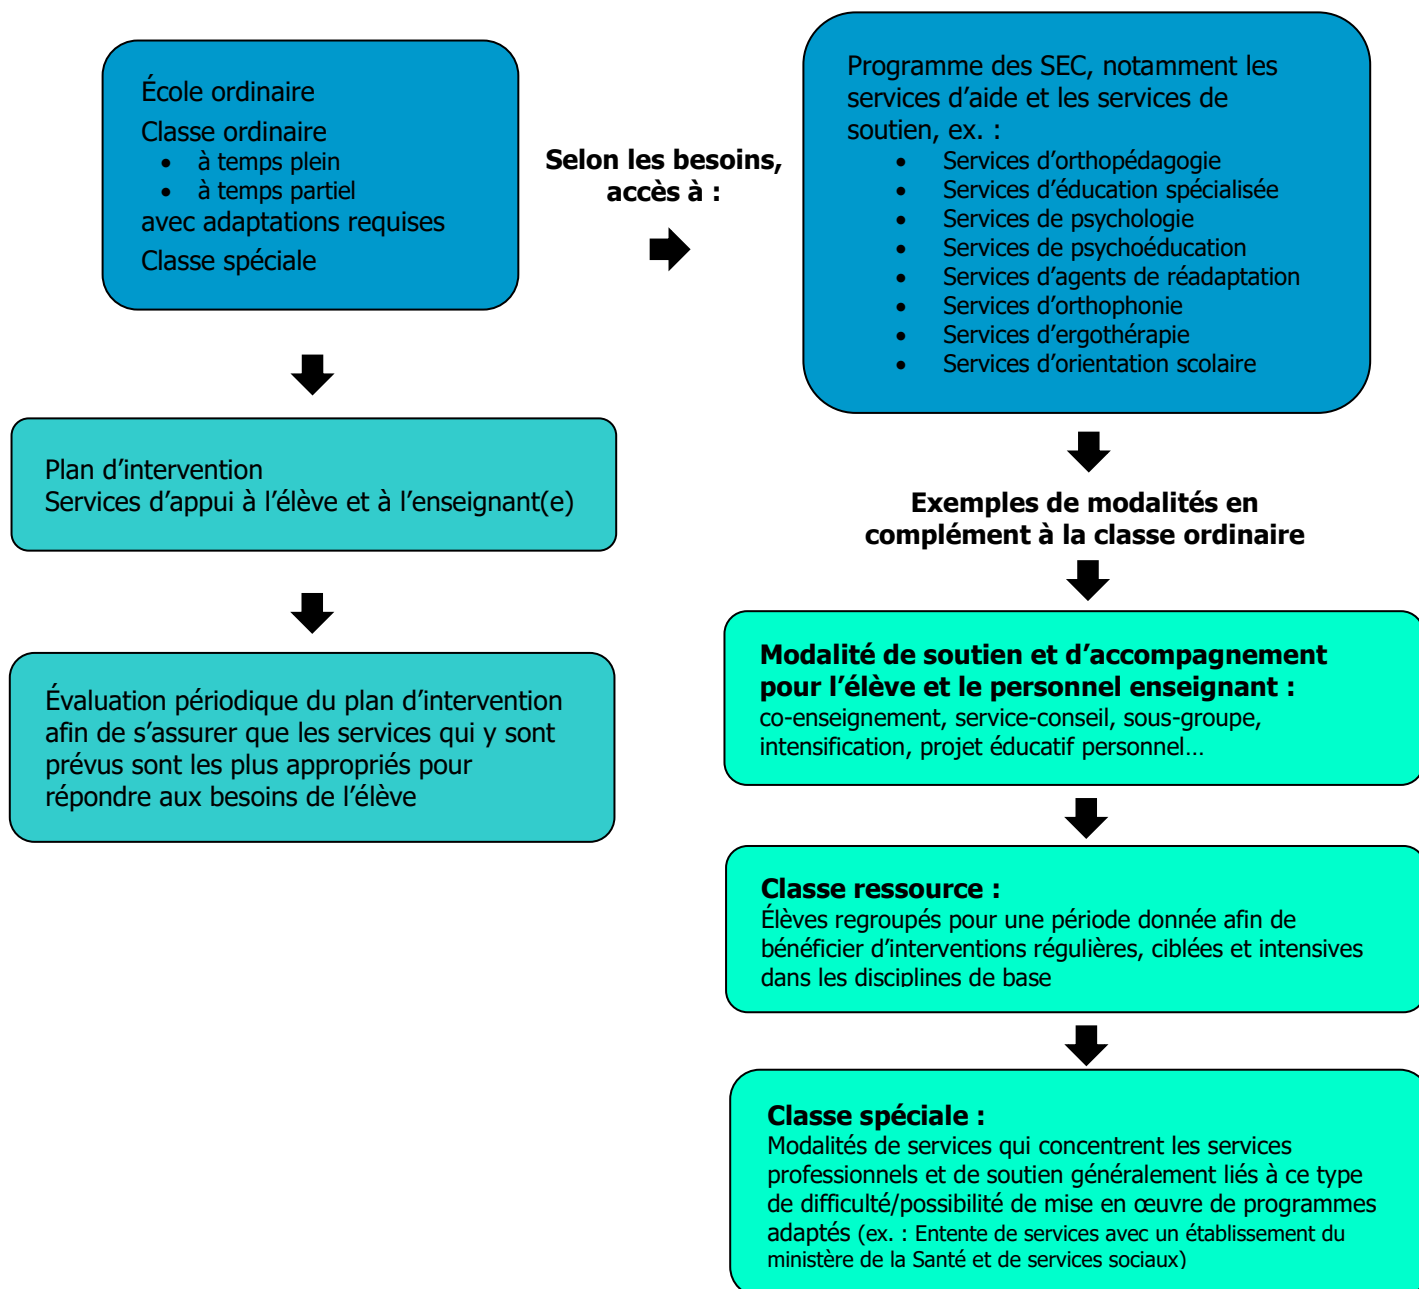 École ordinaire
Classe ordinaire
• à temps plein
• à temps partiel
avec adaptations requises
Classe spéciale
Selon les besoins,
accès à :
Programme des SEC, notamment les
services d’aide et les services de
soutien, ex. :
• Services d’orthopédagogie
• Services d’éducation spécialisée
• Services de psychologie
• Services de psychoéducation
• Services d’agents de réadaptation
• Services d’orthophonie
• Services d’ergothérapie
• Services d’orientation scolaire
Plan d’intervention
Services d’appui à l’élève et à l’enseignant(e)
Évaluation périodique du plan d’intervention
afin de s’assurer que les services qui y sont
prévus sont les plus appropriés pour
répondre aux besoins de l’élève
Exemples de modalités en
complément à la classe ordinaire
Modalité de soutien et d’accompagnement
pour l’élève et le personnel enseignant :
co-enseignement, service-conseil, sous-groupe,
intensification, projet éducatif personnel…
Classe ressource :
Élèves regroupés pour une période donnée afin de
bénéficier d’interventions régulières, ciblées et intensives
dans les disciplines de base
Classe spéciale :
Modalités de services qui concentrent les services
professionnels et de soutien généralement liés à ce type
de difficulté/possibilité de mise en œuvre de programmes
adaptés (ex. : Entente de services avec un établissement du
ministère de la Santé et de services sociaux)